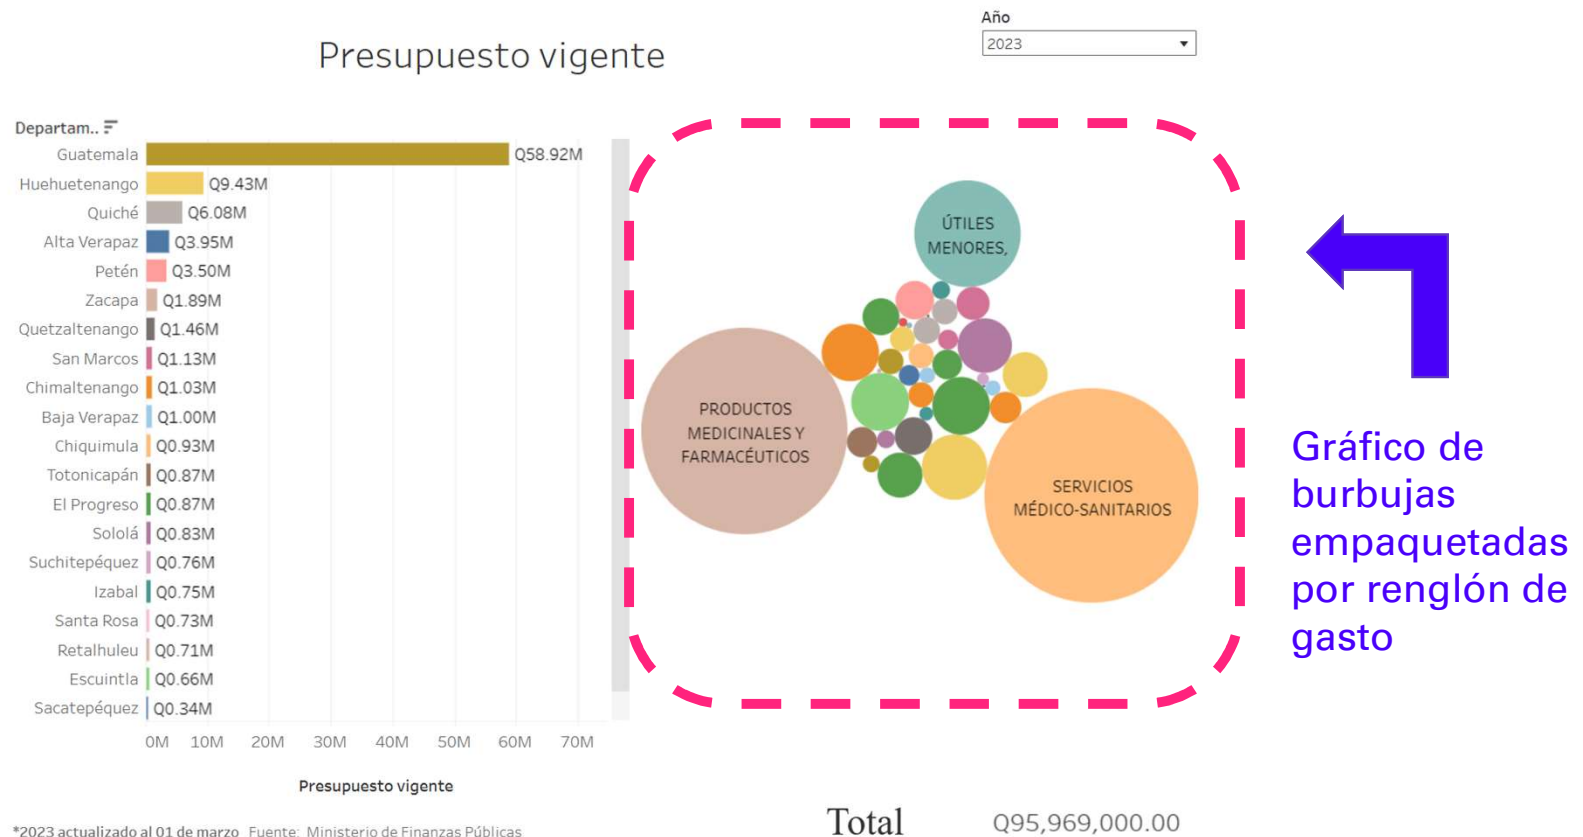 Año
2023
Presupuesto vigente
Departam..
Guatemala Q58.92M
Huehuetenango Q9.43M
Quiché Q6.08M
Alta Verapaz Q3.95M
Petén Q3.50M
Zacapa Q1.89M
Quetzaltenango Q1.46M
San Marcos Q1.13M
Chimaltenango Q1.03M
Baja Verapaz Q1.00M
Chiquimula Q0.93M
Totonicapán Q0.87M
El Progreso Q0.87M
Sololá Q0.83M
Suchitepéquez Q0.76M
Izabal Q0.75M
Santa Rosa Q0.73M
Retalhuleu Q0.71M
Escuintla Q0.66M
Sacatepéquez Q0.34M
0M 10M 20M 30M 40M 50M 60M 70M
Presupuesto vigente
ÚTILES
MENORES,
PRODUCTOS
MEDICINALES Y
FARMACÉUTICOS
SERVICIOS
MÉDICO-SANITARIOS
Gráfico de
burbujas
empaquetadas
por renglón de
gasto
Total Q95,969,000.00
*2023 actualizado al 01 de marzo Fuente: Ministerio de Finanzas Públicas